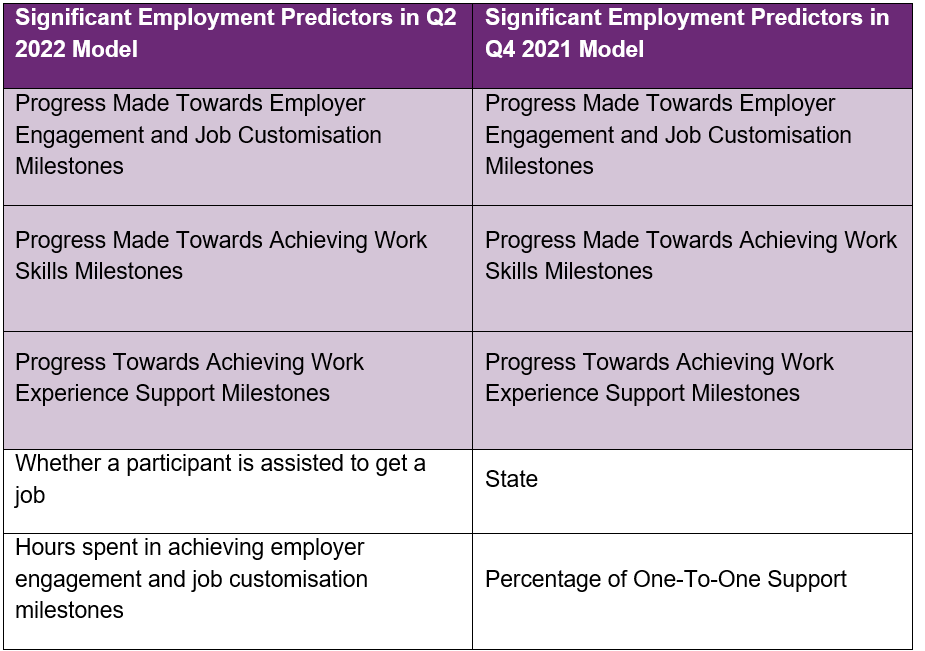 Significant Employment Predictors in Q2
2022 Model
Significant Employment Predictors in
Q4 2021 Model
Progress Made Towards Employer
Engagement and Job Customisation
Milestones
Progress Made Towards Employer
Engagement and Job Customisation
Milestones
Progress Made Towards Achieving Work
Skills Milestones
Progress Made Towards Achieving Work
Skills Milestones
Progress Towards Achieving Work
Experience Support Milestones
Progress Towards Achieving Work
Experience Support Milestones
Whether a participant is assisted to get a
job
State
Hours spent in achieving employer
engagement and job customisation
milestones
Percentage of One-To-One Support